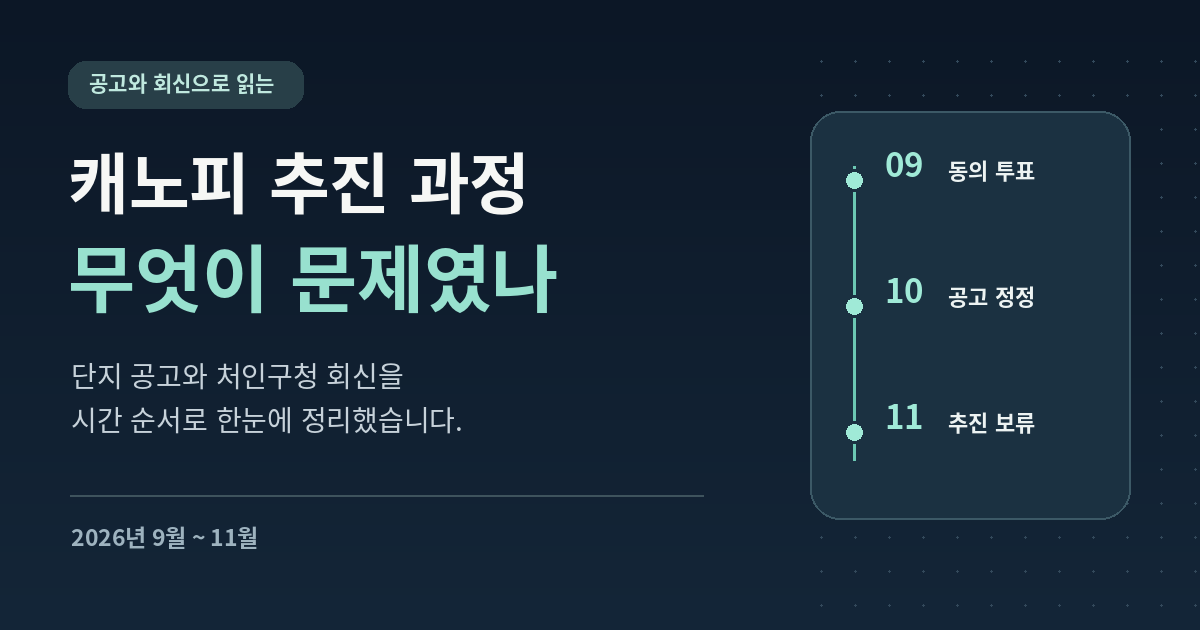 공고와 회신으로 읽는
캐노피 추진 과정
무엇이 문제였나
단지 공고와 처인구청 회신을
시간 순서로 한눈에 정리했습니다.
2026년 9월 ~ 11월
09 동의 투표
10 공고 정정
11 추진 보류